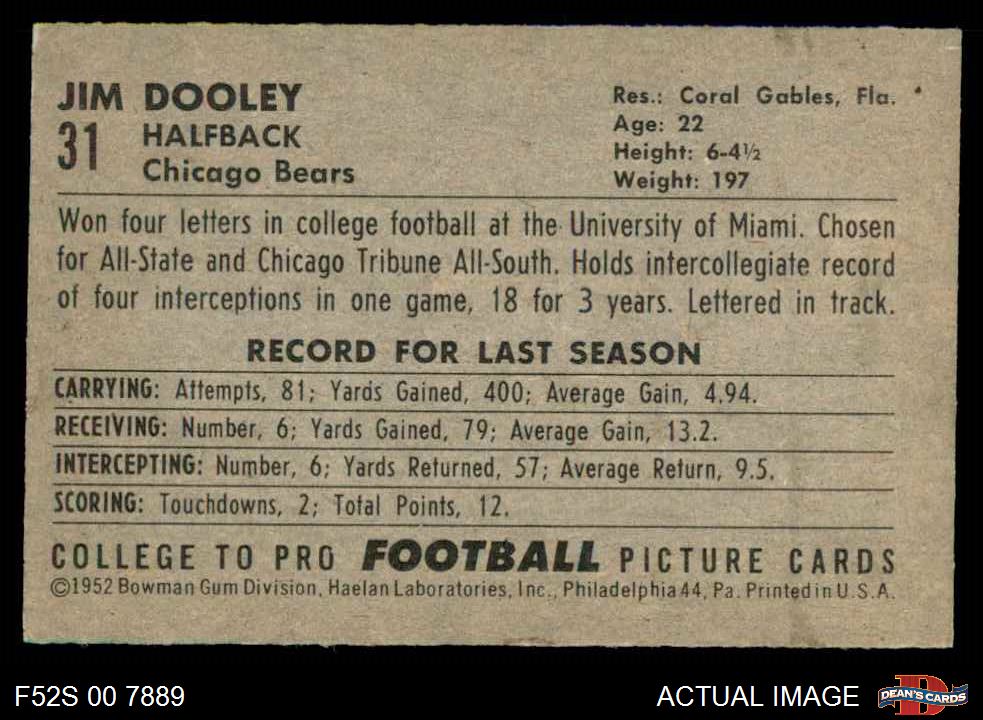 JIM DOOLEY
31 HALFBACK
Chicago Bears
Res.: Coral Gables, Fla.
Age: 22
Height: 6-4½
Weight: 197
Won four letters in college football at the University of Miami. Chosen
for All-State and Chicago Tribune All-South. Holds intercollegiate record
of four interceptions in one game, 18 for 3 years. Lettered in track.
RECORD FOR LAST SEASON
CARRYING: Attempts, 81; Yards Gained, 400; Average Gain, 4.94.
RECEIVING: Number, 6; Yards Gained, 79; Average Gain, 13.2.
INTERCEPTING: Number, 6; Yards Returned, 57; Average Return, 9.5.
SCORING: Touchdowns, 2; Total Points, 12.
COLLEGE TO PRO FOOTBALL PICTURE CARDS
©1952 Bowman Gum Division, Haelan Laboratories, Inc., Philadelphia 44, Pa. Printed in U.S.A.
F52S 00 7889
ACTUAL IMAGE
D
DEAN'S CARDS